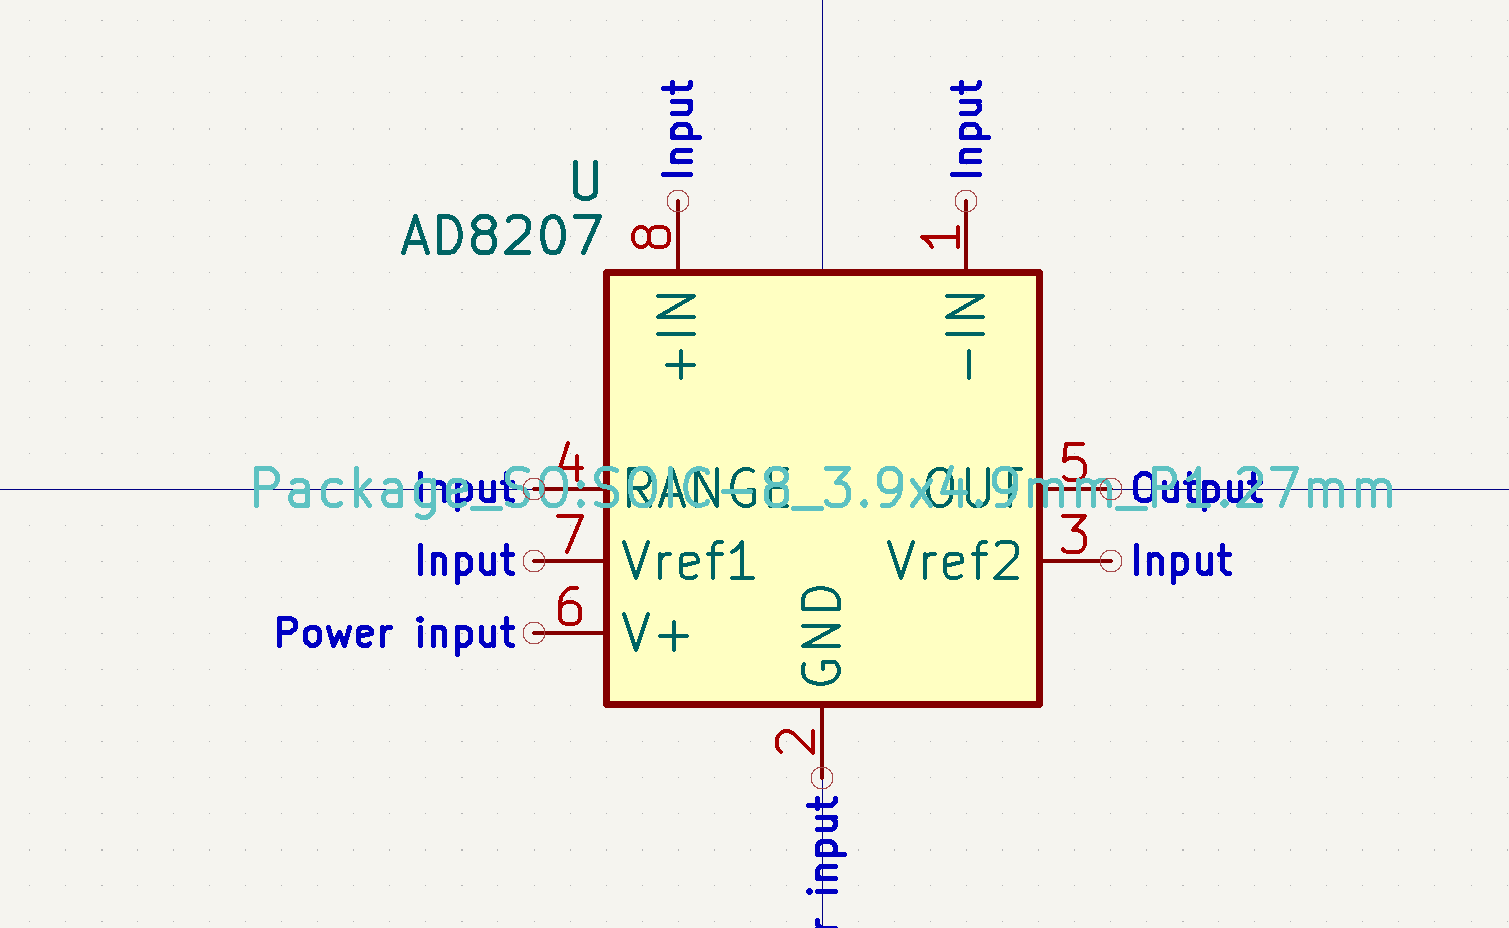 Input
Input
U
AD8207
8
1
+IN
-IN
4
5
Package_SO:SOIC-8_3.9x4.9mm_P1.27mm
Input
RANGE
OUT
Output
7
3
Input
Vref1
Vref2
Input
6
Power input
V+
GND
2
r input